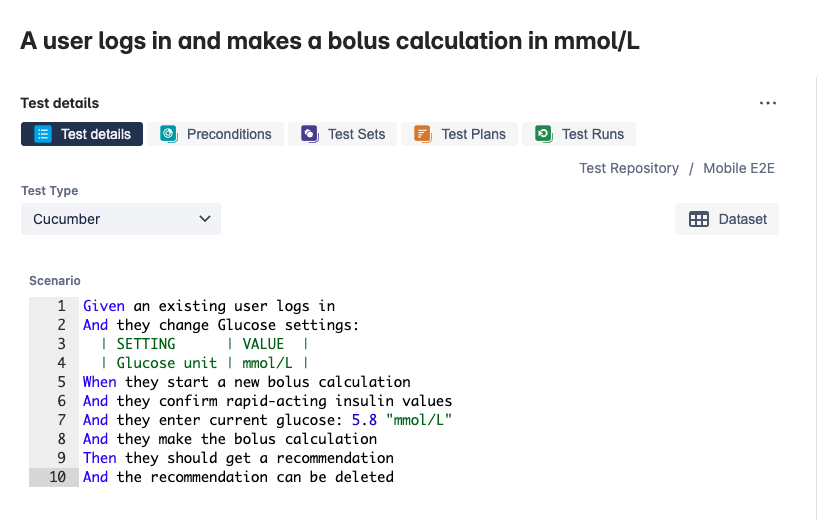 A user logs in and makes a bolus calculation in mmol/L
Test details
Test details Preconditions Test Sets Test Plans Test Runs
Test Repository / Mobile E2E
Test Type
Cucumber
Dataset
Scenario
1 Given an existing user logs in
2 And they change Glucose settings:
3 | SETTING | VALUE |
4 | Glucose unit | mmol/L |
5 When they start a new bolus calculation
6 And they confirm rapid-acting insulin values
7 And they enter current glucose: 5.8 "mmol/L"
8 And they make the bolus calculation
9 Then they should get a recommendation
10 And the recommendation can be deleted